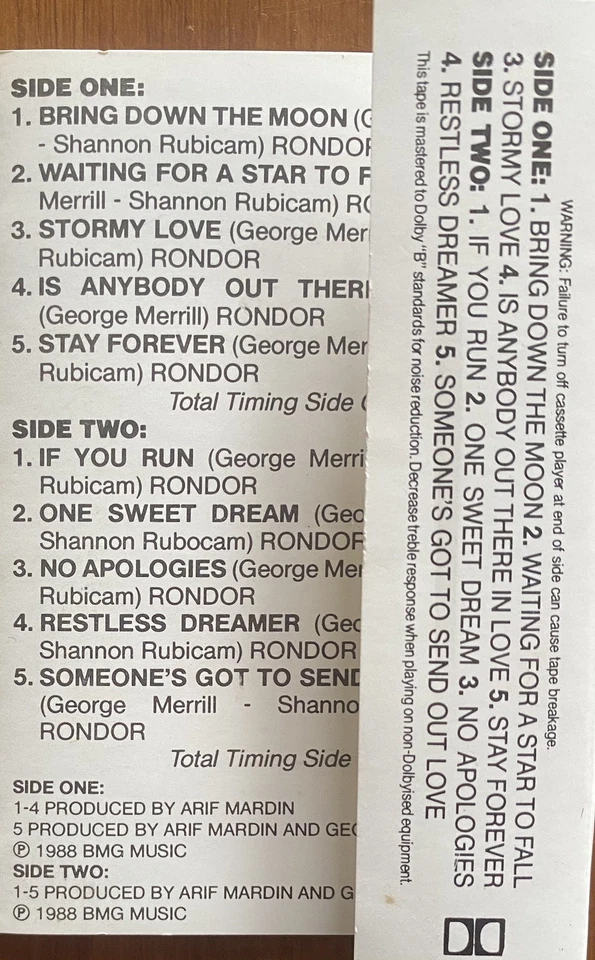 SIDE ONE:
1. BRING DOWN THE MOON (
- Shannon Rubicam) RONDOR
2. WAITING FOR A STAR TO F
Merrill - Shannon Rubicam) RO
3. STORMY LOVE (George Mer
Rubicam) RONDOR
4. IS ANYBODY OUT THER
(George Merrill) RONDOR
5. STAY FOREVER (George Mer
Rubicam) RONDOR
Total Timing Side
SIDE TWO:
1. IF YOU RUN (George Merri
Rubicam) RONDOR
2. ONE SWEET DREAM (Geo
Shannon Rubocam) RONDOR
3. NO APOLOGIES (George Mer
Rubicam) RONDOR
4. RESTLESS DREAMER (Geo
Shannon Rubicam) RONDOR
5. SOMEONE'S GOT TO SEND
(George Merrill - Shanno
RONDOR
Total Timing Side
SIDE ONE:
1-4 PRODUCED BY ARIF MARDIN
5 PRODUCED BY ARIF MARDIN AND GEO
℗ 1988 BMG MUSIC
SIDE TWO:
1-5 PRODUCED BY ARIF MARDIN AND G
℗ 1988 BMG MUSIC
WARNING: Failure to turn off cassette player at end of side can cause tape breakage.
SIDE ONE: 1. BRING DOWN THE MOON 2. WAITING FOR A STAR TO FALL
3. STORMY LOVE 4. IS ANYBODY OUT THERE IN LOVE 5. STAY FOREVER
SIDE TWO: 1. IF YOU RUN 2. ONE SWEET DREAM 3. NO APOLOGIES
4. RESTLESS DREAMER 5. SOMEONE'S GOT TO SEND OUT LOVE
This tape is mastered to Dolby "B" standards for noise reduction. Decrease treble response when playing on non-Dolbyised equipment.